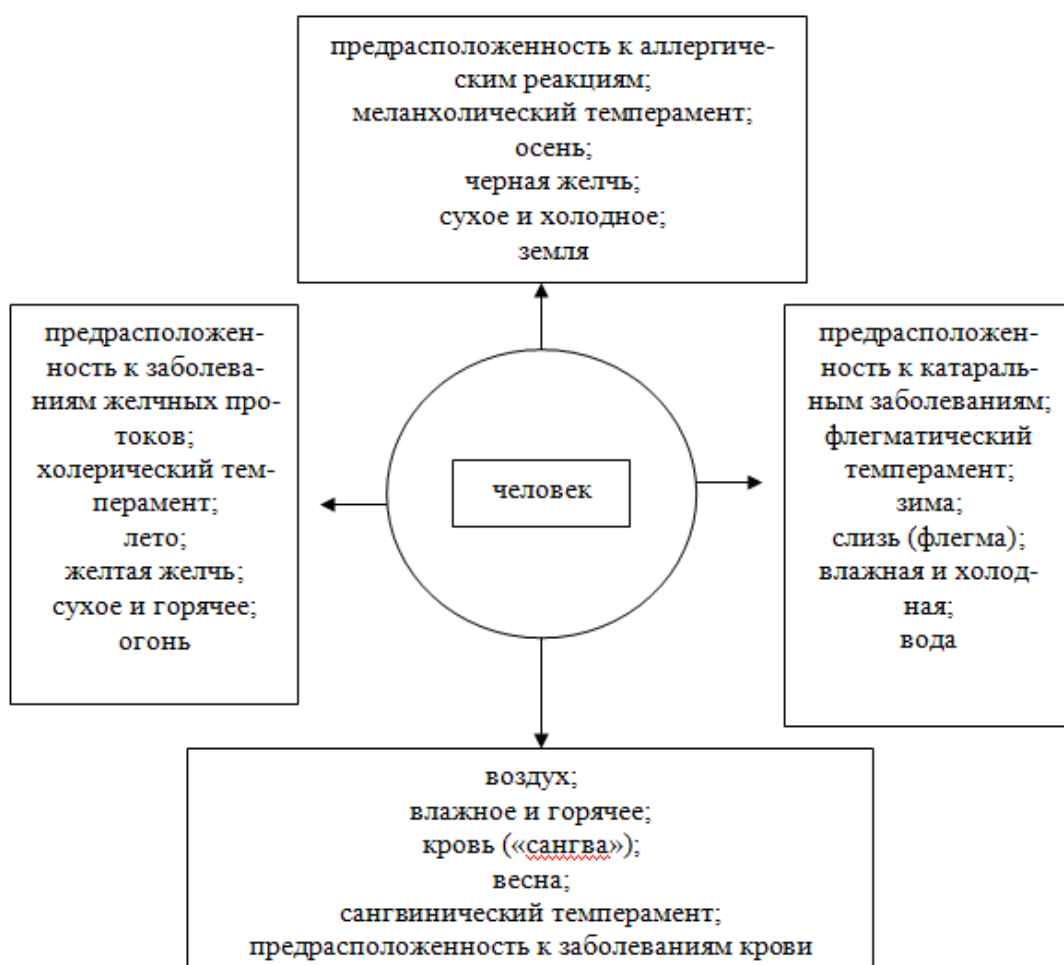 предрасположенность к аллергиче-
ским реакциям;
меланхолический темперамент;
осень;
черная желчь;
сухое и холодное;
земля
предрасположен-
ность к заболева-
ниям желчных про-
токов;
холерический тем-
перамент;
лето;
желтая желчь;
сухое и горячее;
огонь
человек
предрасположен-
ность к катараль-
ным заболеваниям;
флегматический
темперамент;
зима;
слизь (флегма);
влажная и холод-
ная;
вода
воздух;
влажное и горячее;
кровь («сангва»);
весна;
сангвинический темперамент;
предрасположенность к заболеваниям крови